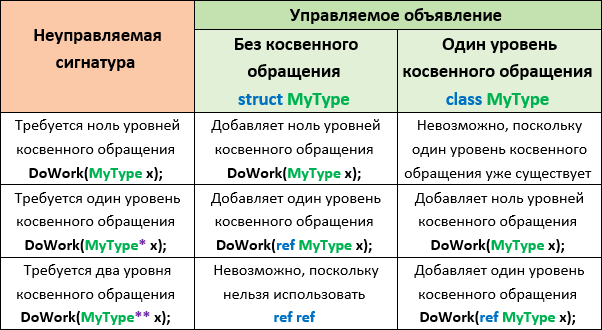 Неуправляемая
сигнатура
Управляемое объявление
Без косвенного
обращения
struct MyType
Один уровень
косвенного обращения
class MyType
Требуется ноль уровней
косвенного обращения
DoWork(MyType x);
Добавляет ноль уровней
косвенного обращения
DoWork(MyType x);
Невозможно, поскольку
один уровень косвенного
обращения уже существует
Требуется один уровень
косвенного обращения
DoWork(MyType* x);
Добавляет один уровень
косвенного обращения
DoWork(ref MyType x);
Добавляет ноль уровней
косвенного обращения
DoWork(MyType x);
Требуется два уровня
косвенного обращения
DoWork(MyType** x);
Невозможно, поскольку
нельзя использовать
ref ref
Добавляет один уровень
косвенного обращения
DoWork(ref MyType x);